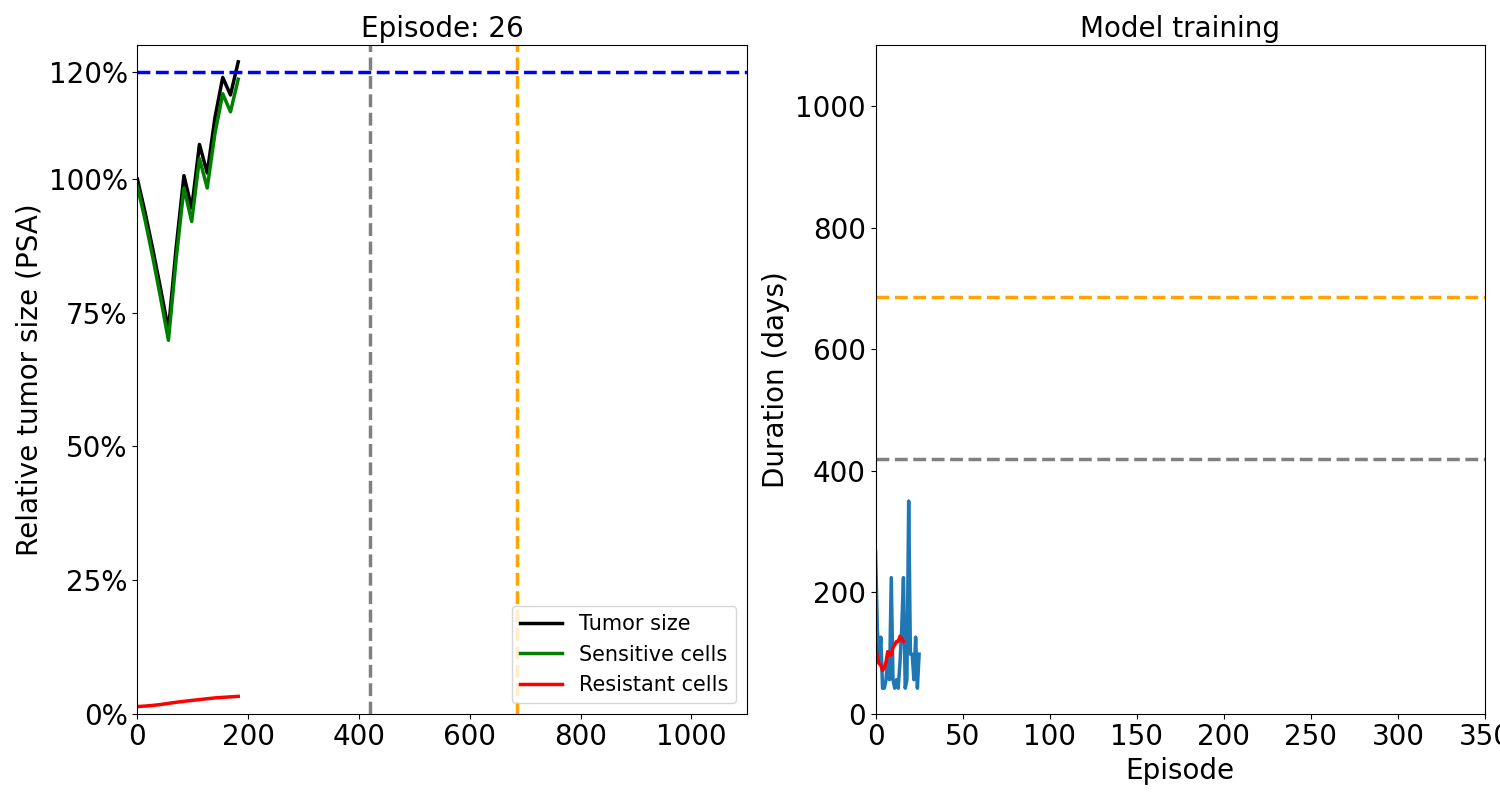 Episode: 26
Relative tumor size (PSA)
120%
100%
75%
50%
25%
0%
0 200 400 600 800 1000
Tumor size
Sensitive cells
Resistant cells
Model training
Duration (days)
1000
800
600
400
200
0
0 50 100 150 200 250 300 350
Episode